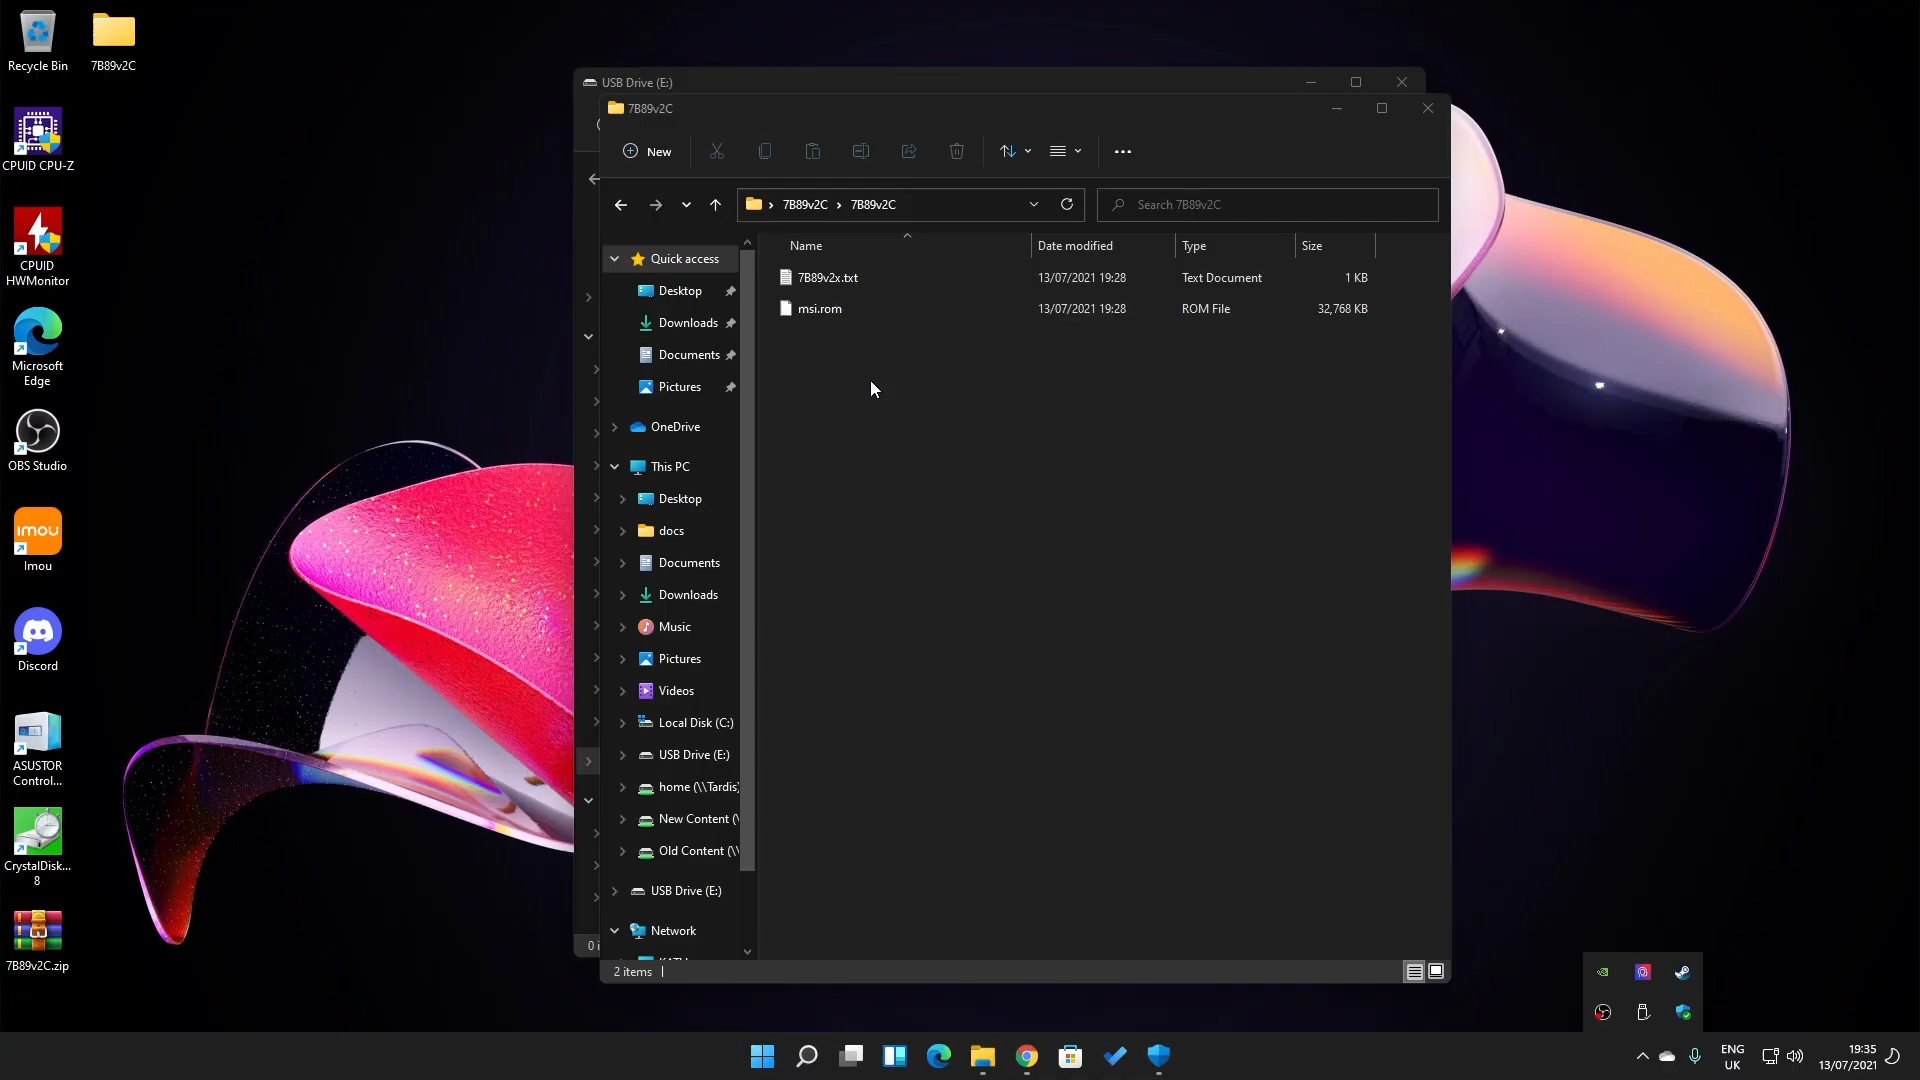 Recycle Bin
7B89v2C
CPUID CPU-Z
CPUID
HWMonitor
Microsoft
Edge
OBS Studio
imou
Imou
Discord
ASUSTOR
Control...
CrystalDisk...
8
7B89v2C.zip
USB Drive (E:)
7B89v2C
New
7B89v2C
7B89v2C
Search 7B89v2C
Name
Date modified
Type
Size
7B89v2x.txt
13/07/2021 19:28
Text Document
1 KB
msi.rom
13/07/2021 19:28
ROM File
32,768 KB
Quick access
Desktop
Downloads
Documents
Pictures
OneDrive
This PC
Desktop
docs
Documents
Downloads
Music
Pictures
Videos
Local Disk (C:)
USB Drive (E:)
home (\\Tardis)
New Content (\
Old Content (\\
USB Drive (E:)
Network
0 i
2 items
ENG
UK
19:35
13/07/2021